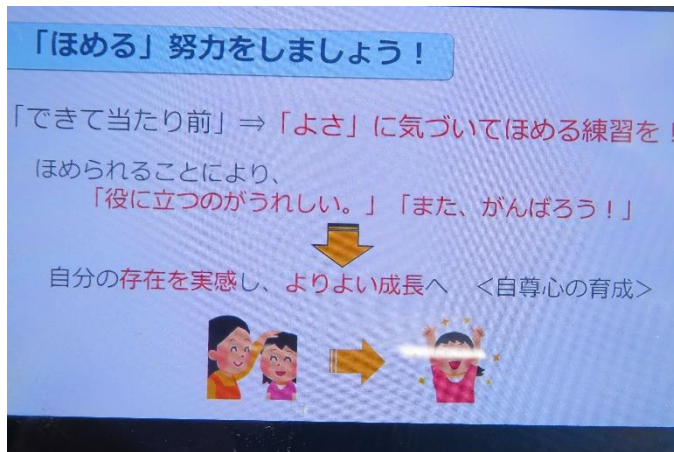 「ほめる」努力をしましょう！
「できて当たり前」⇒「よさ」に気づいてほめる練習を！
ほめられることにより、
「役に立つのがうれしい。」「また、がんばろう！」
自分の存在を実感し、よりよい成長へ　＜自尊心の育成＞